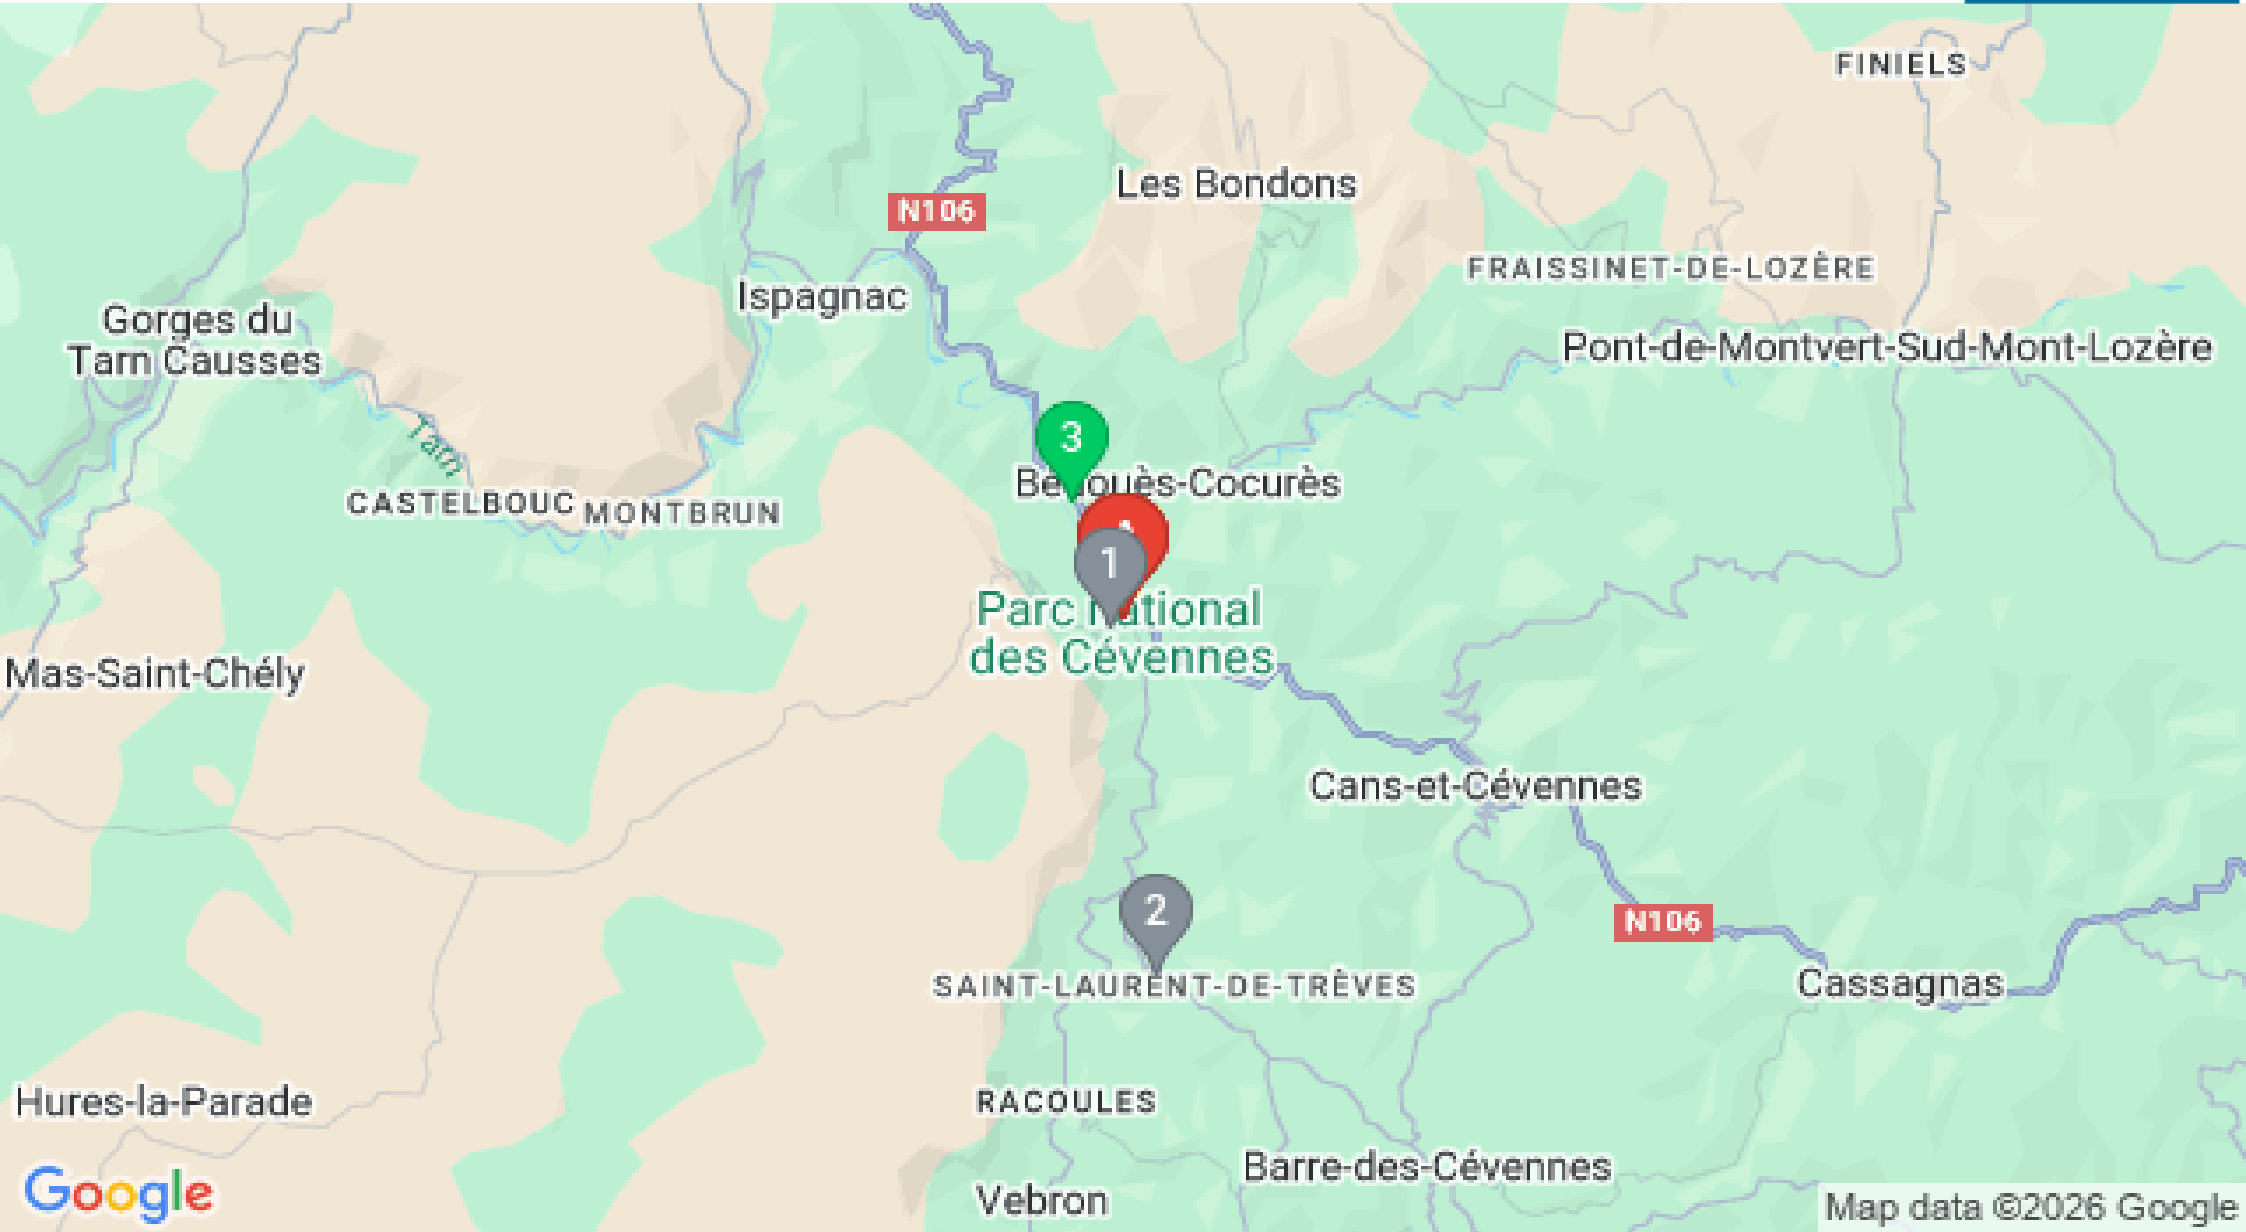 FINIELS
Les Bondons
N106
FRAISSINET-DE-LOZÈRE
Ispagnac
Gorges du
Tarn Causses
Pont-de-Montvert-Sud-Mont-Lozère
Tarn
3
Bédouès-Cocurès
CASTELBOUC
MONTBRUN
1
Parc National
des Cévennes
Mas-Saint-Chély
Cans-et-Cévennes
2
N106
SAINT-LAURENT-DE-TRÈVES
Cassagnas
RACOULES
Hures-la-Parade
Barre-des-Cévennes
Vebron
Google
Map data ©2026 Google